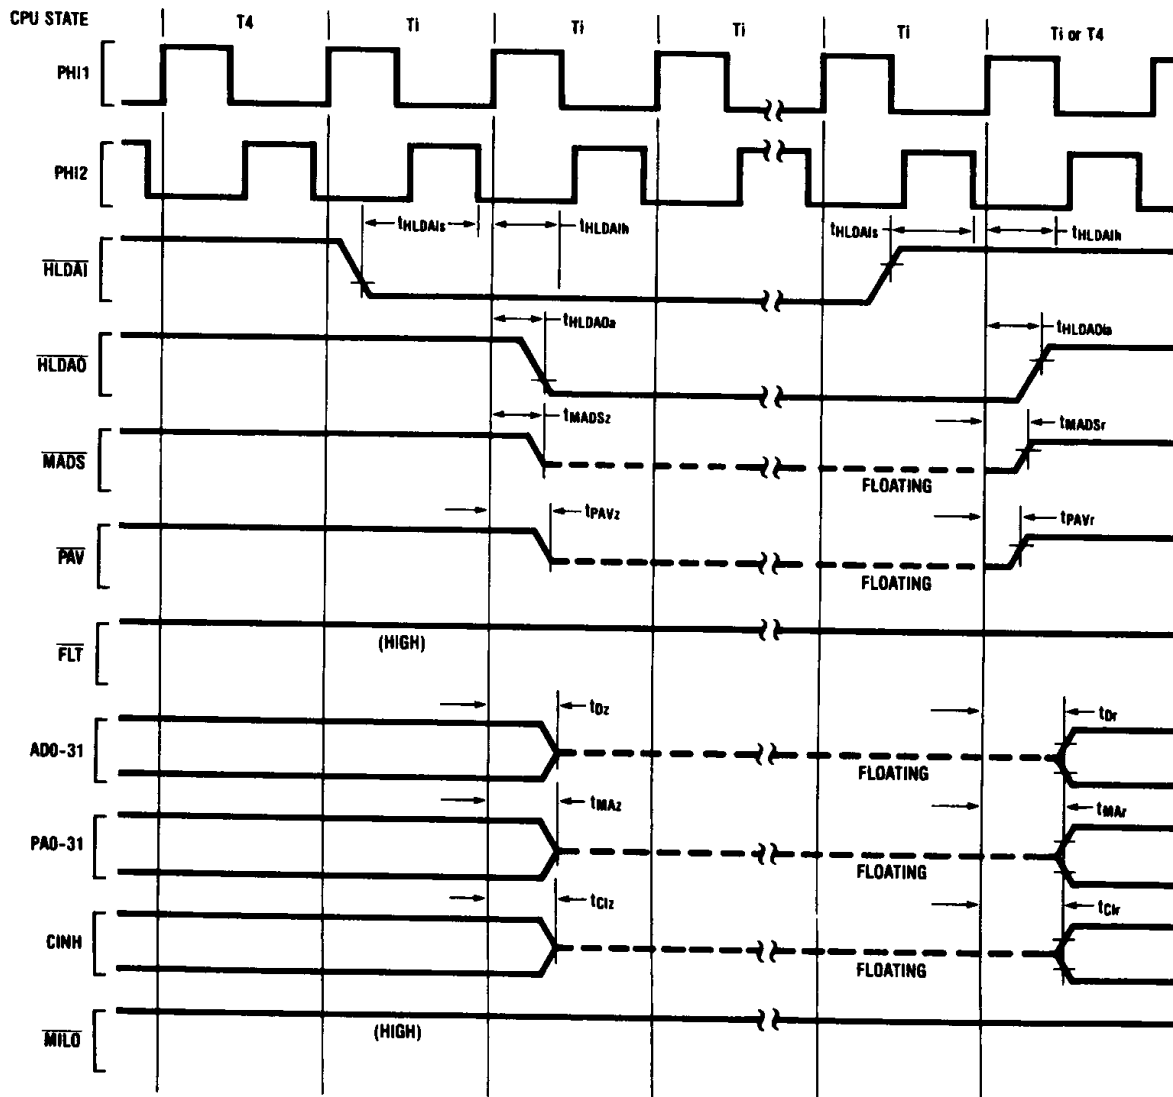 CPU STATE T4 Ti Ti Ti Ti Ti or T4
PHI1
PHI2
tHLDAIs tHLDAIh tHLDAIs tHLDAIh
HLDAI
tHLDAOa tHLDAOia
HLDAO
tMADSz tMADSr
MADS
FLOATING
tPAVz tPAVr
PAV
FLOATING
(HIGH)
FLT
tDz tDr
AD0-31
FLOATING
tMAz tMAr
PA0-31
FLOATING
tCIz tCIr
CINH
FLOATING
(HIGH)
MILO